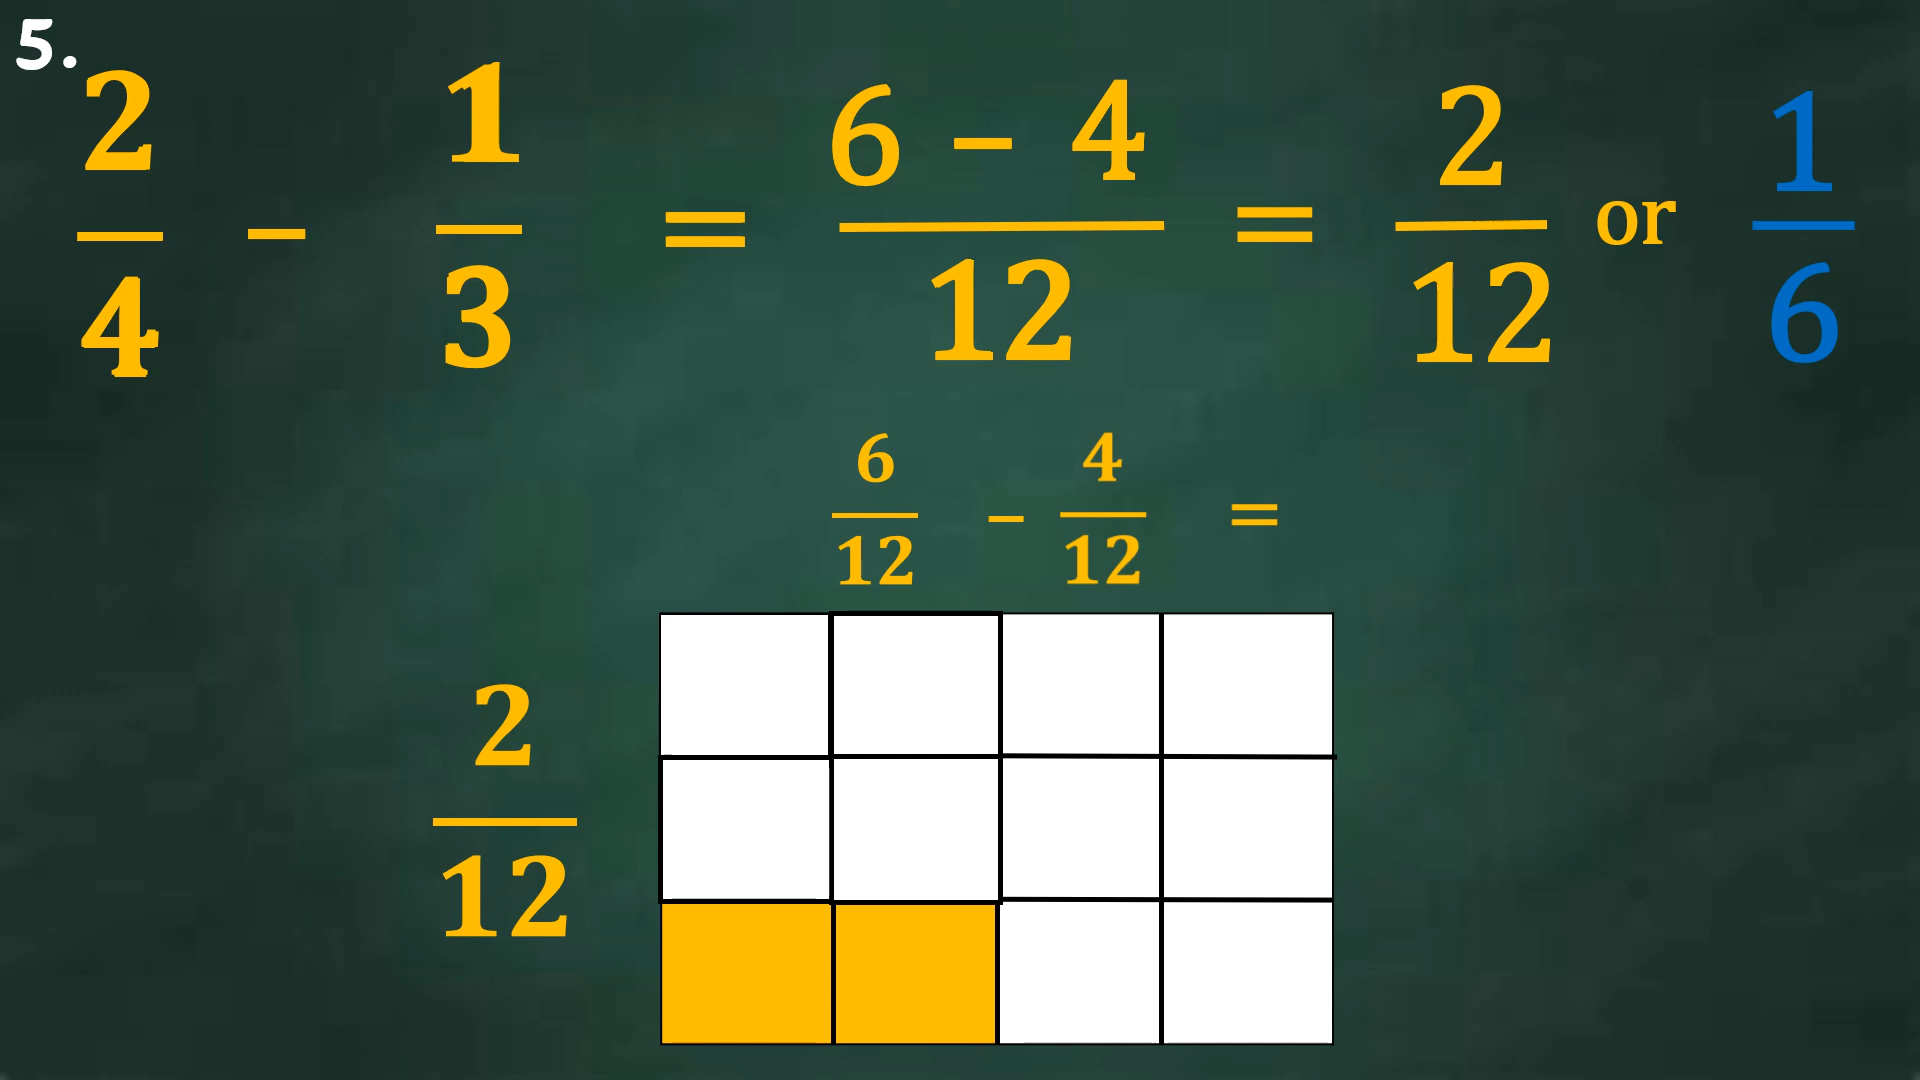 5.
2/4 – 1/3 = 6 – 4/12 = 2/12 or 1/6
6/12 – 4/12 =
2/12